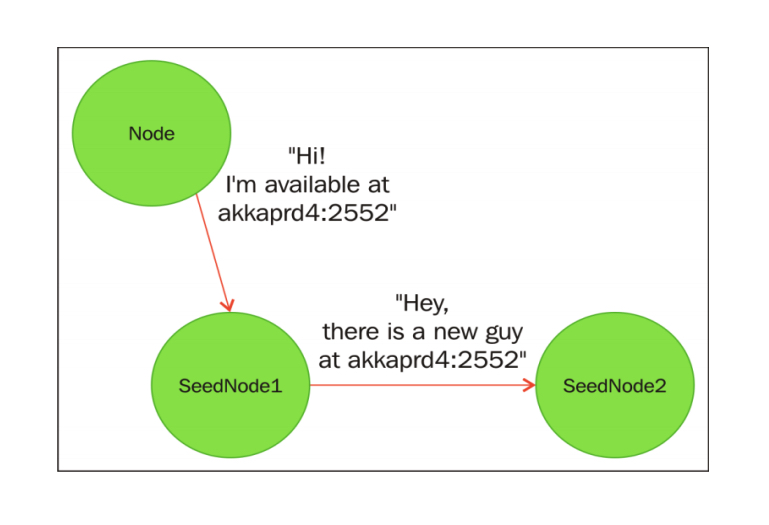 Node
"Hi!
I'm available at
akkaprd4:2552"
"Hey,
there is a new guy
at akkaprd4:2552"
SeedNode1
SeedNode2